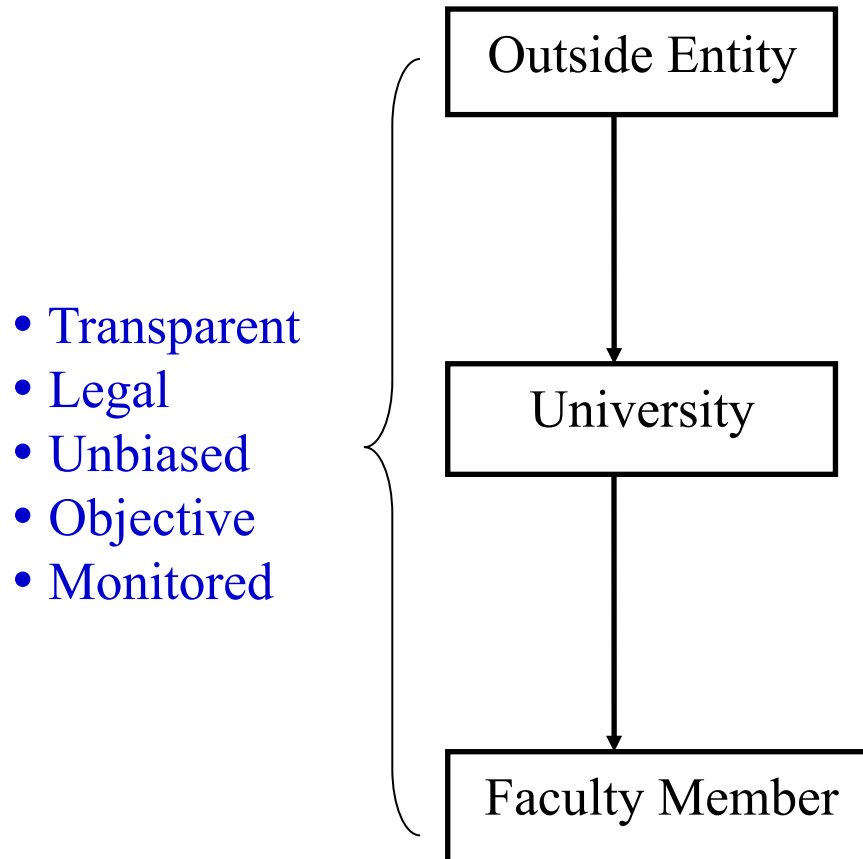 Outside Entity
• Transparent
• Legal
University
• Unbiased
• Objective
• Monitored
Faculty Member